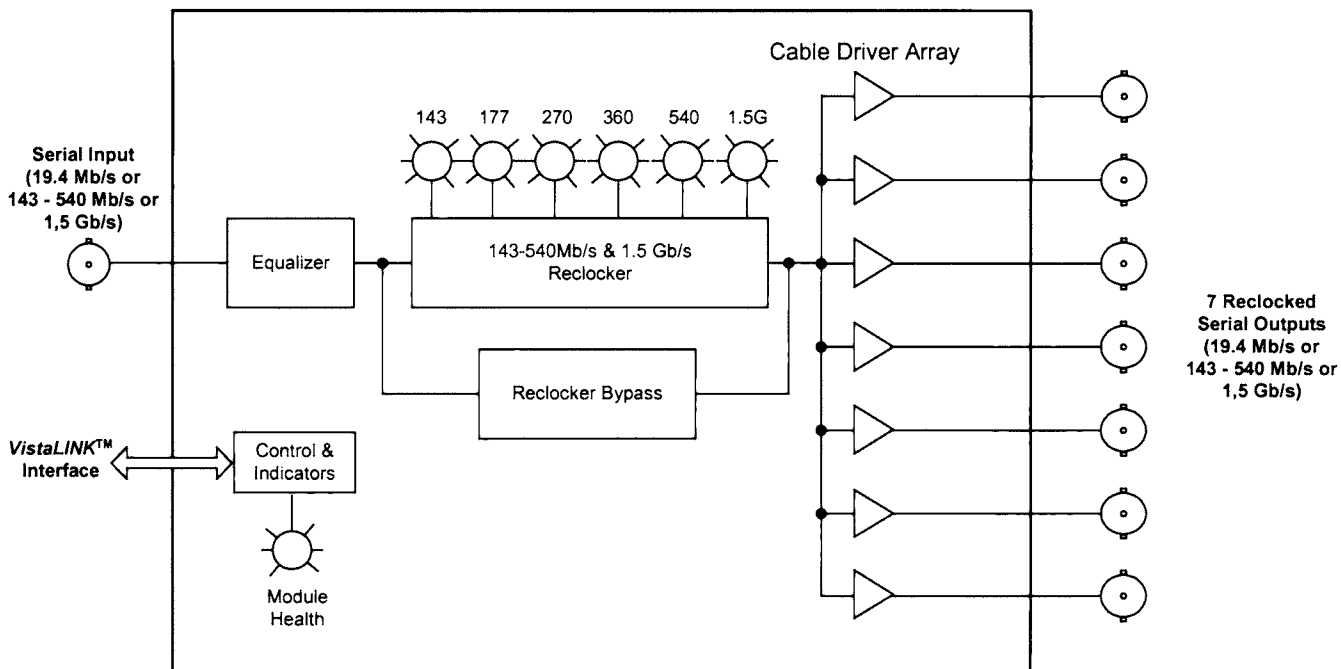 Cable Driver Array
143 177 270 360 540 1.5G
Serial Input
(19.4 Mb/s or
143 - 540 Mb/s or
1,5 Gb/s)
Equalizer
143-540Mb/s & 1.5 Gb/s
Reclocker
Reclocker Bypass
7 Reclocked
Serial Outputs
(19.4 Mb/s or
143 - 540 Mb/s or
1,5 Gb/s)
VistaLINK™
Interface
Control &
Indicators
Module
Health